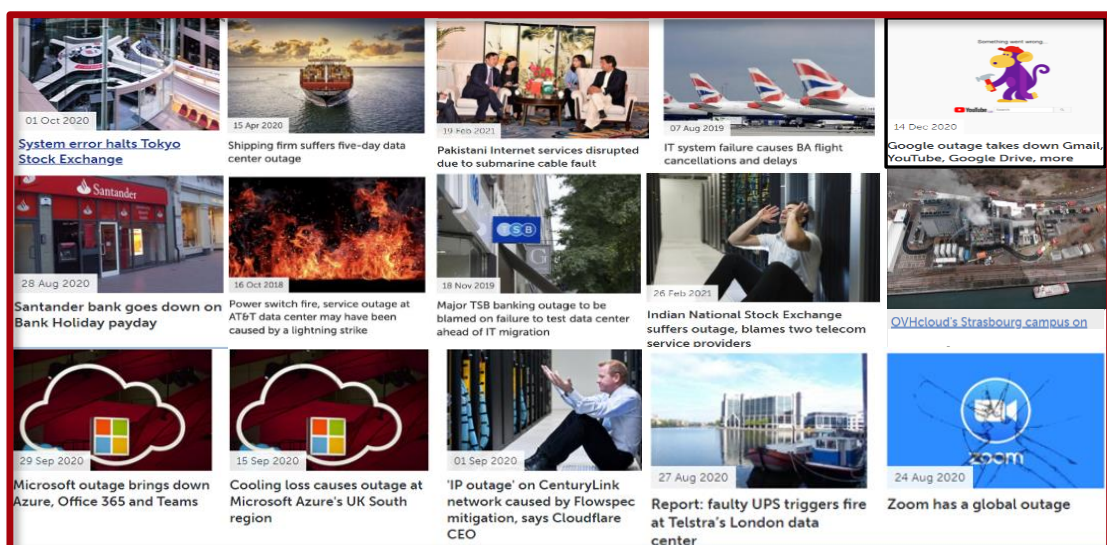 01 Oct 2020
System error halts Tokyo
Stock Exchange
15 Apr 2020
Shipping firm suffers five-day data
center outage
19 Feb 2021
Pakistani Internet services disrupted
due to submarine cable fault
07 Aug 2019
IT system failure causes BA flight
cancellations and delays
Something went wrong...
YouTube
Search
14 Dec 2020
Google outage takes down Gmail,
YouTube, Google Drive, more
Santander
28 Aug 2020
Santander bank goes down on
Bank Holiday payday
16 Oct 2018
Power switch fire, service outage at
AT&T data center may have been
caused by a lightning strike
TSB
18 Nov 2019
Major TSB banking outage to be
blamed on failure to test data center
ahead of IT migration
26 Feb 2021
Indian National Stock Exchange
suffers outage, blames two telecom
service providers
OVHcloud's Strasbourg campus on
29 Sep 2020
Microsoft outage brings down
Azure, Office 365 and Teams
15 Sep 2020
Cooling loss causes outage at
Microsoft Azure's UK South
region
01 Sep 2020
'IP outage' on CenturyLink
network caused by Flowspec
mitigation, says Cloudflare
CEO
27 Aug 2020
Report: faulty UPS triggers fire
at Telstra's London data
center
zoom
24 Aug 2020
Zoom has a global outage